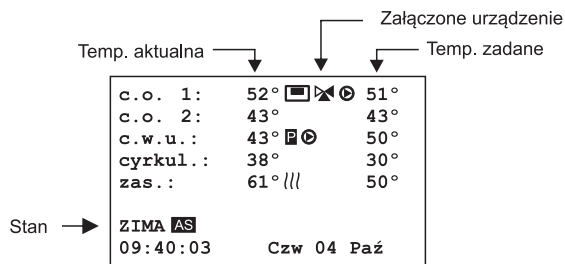 Załączone urządzenie
Temp. aktualna
Temp. zadane
c.o. 1: 52° 51°
c.o. 2: 43° 43°
c.w.u.: 43° P 50°
cyrkul.: 38° 30°
zas.: 61° 50°
Stan
ZIMA AS
09:40:03 Czw 04 Paź